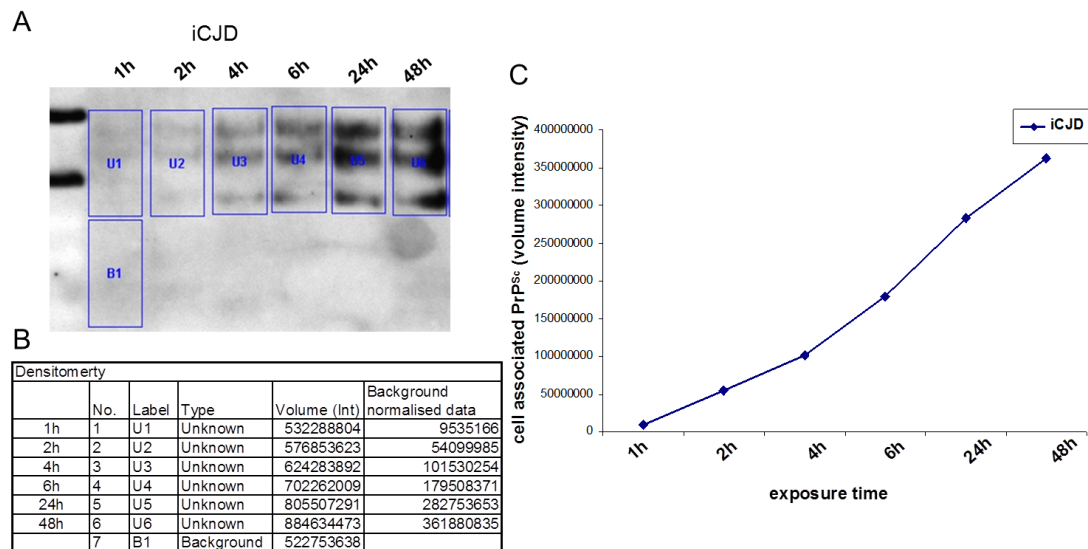 A
iCJD
1h 2h 4h 6h 24h 48h
U1 U2 U3 U4 U5 U6
B1
B
Densitomerty
No. Label Type Volume (Int) Background normalised data
1h 1 U1 Unknown 532288804 9535166
2h 2 U2 Unknown 576853623 54099985
4h 3 U3 Unknown 624283892 101530254
6h 4 U4 Unknown 702262009 179508371
24h 5 U5 Unknown 805507291 282753653
48h 6 U6 Unknown 884634473 361880835
7 B1 Background 522753638
C
iCJD
cell associated PrPSc (volume intensity)
400000000
350000000
300000000
250000000
200000000
150000000
100000000
50000000
0
1h 2h 4h 6h 24h 48h
exposure time